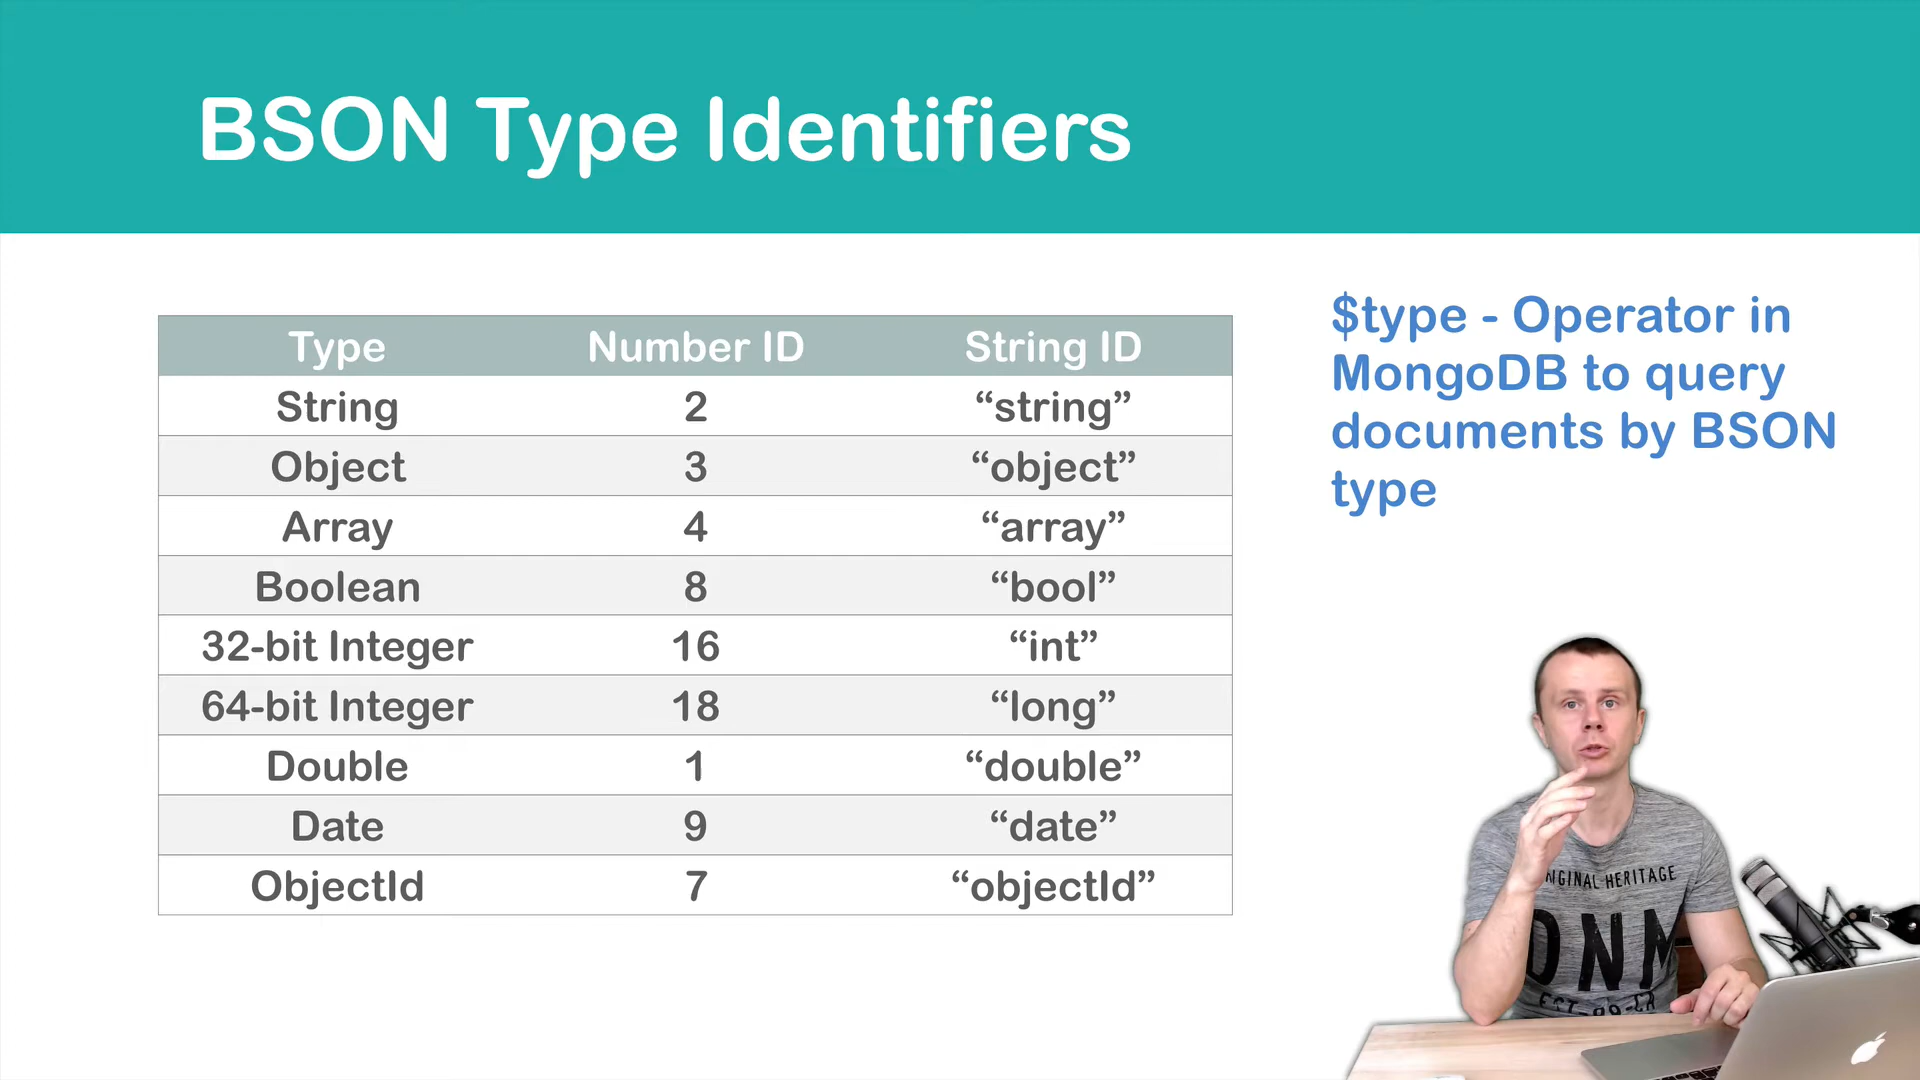 BSON Type Identifiers
Type Number ID String ID
String 2 “string”
Object 3 “object”
Array 4 “array”
Boolean 8 “bool”
32-bit Integer 16 “int”
64-bit Integer 18 “long”
Double 1 “double”
Date 9 “date”
ObjectId 7 “objectId”
$type - Operator in
MongoDB to query
documents by BSON
type
HERITAGE